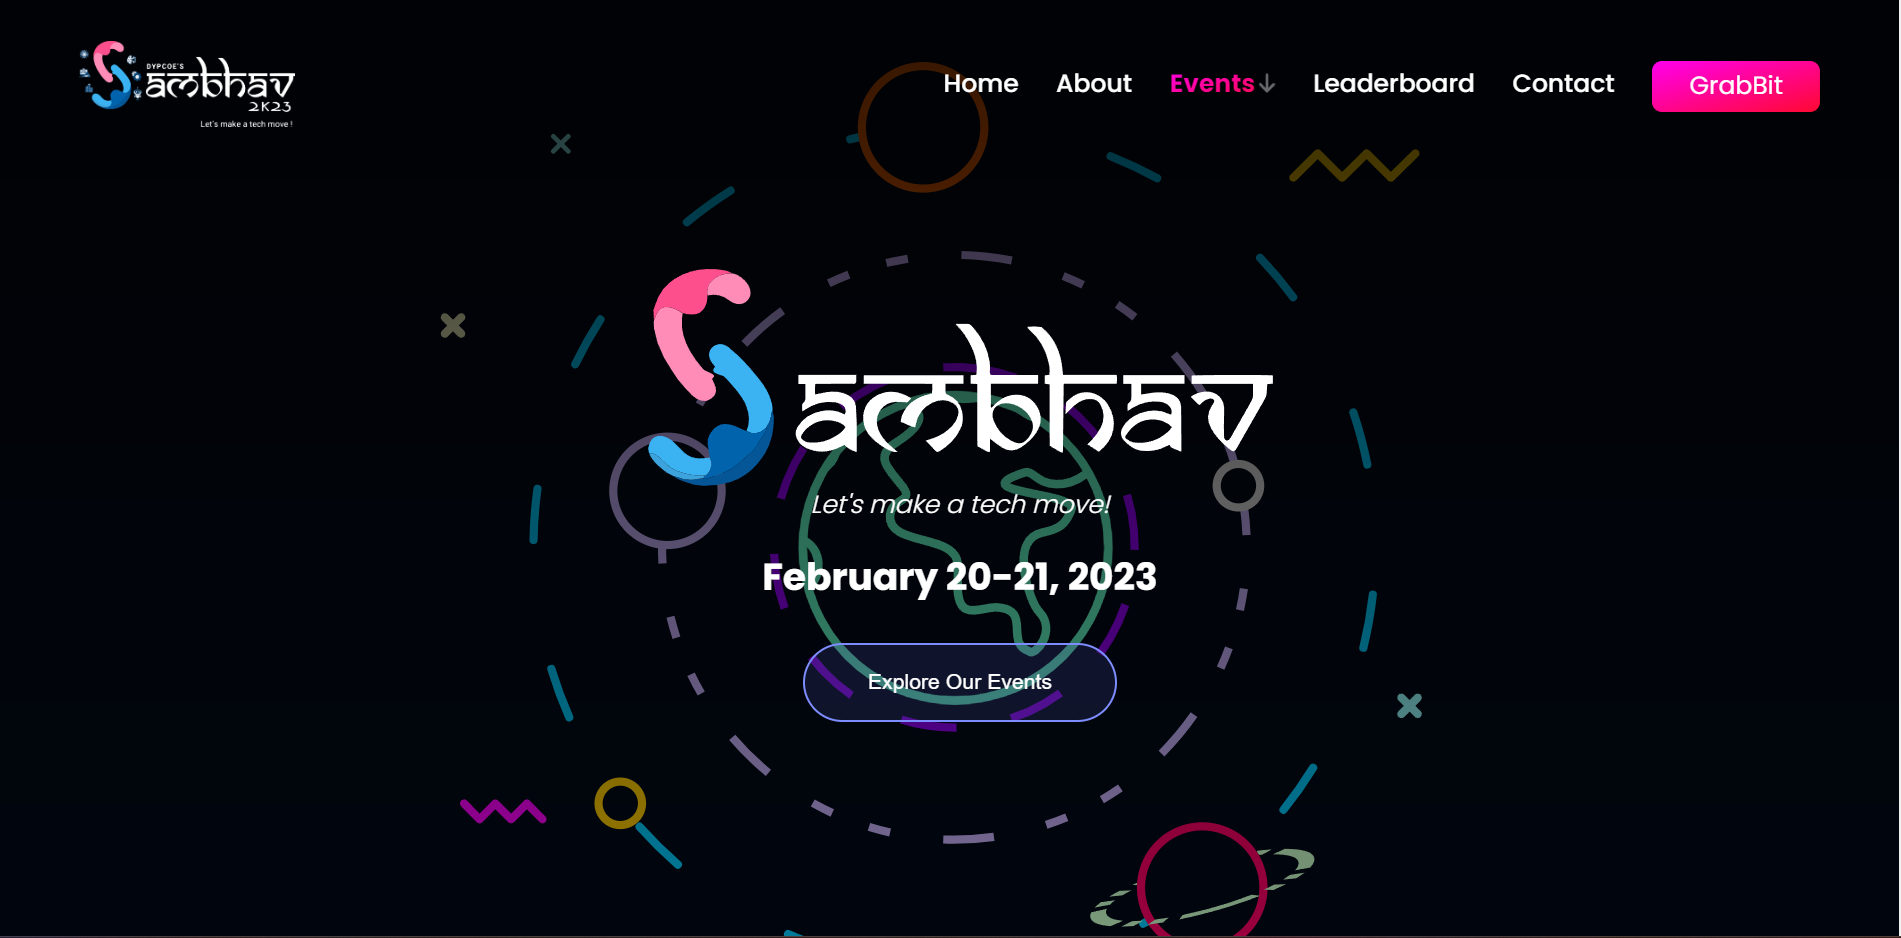 DYPCOE'S
Sambhav
2K23
Let's make a tech move !
Home About Events Leaderboard Contact GrabBit
Sambhav
Let's make a tech move!
February 20-21, 2023
Explore Our Events